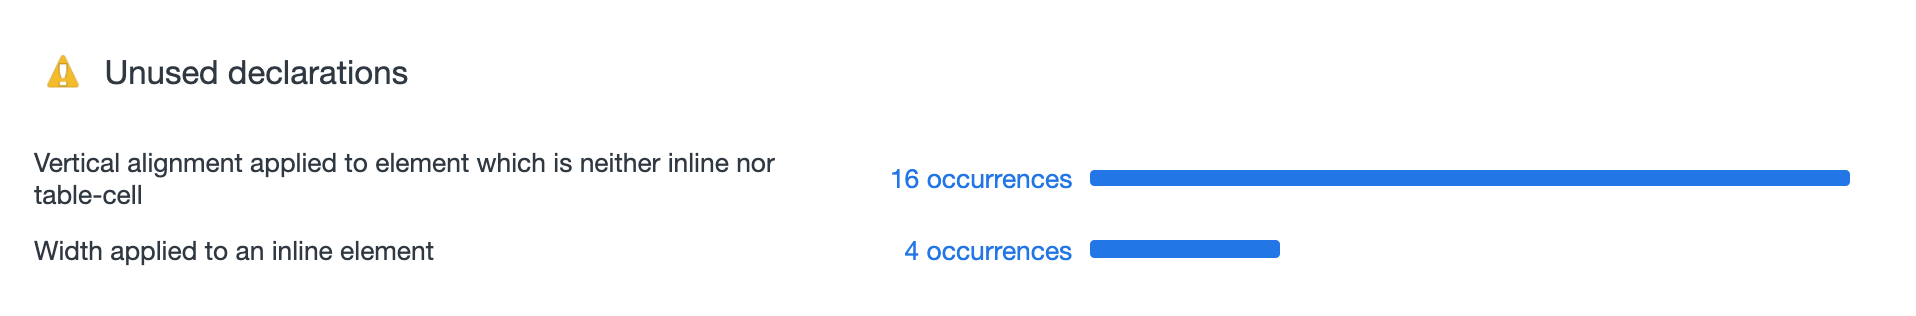 Unused declarations
Vertical alignment applied to element which is neither inline nor
table-cell
16 occurrences
Width applied to an inline element
4 occurrences